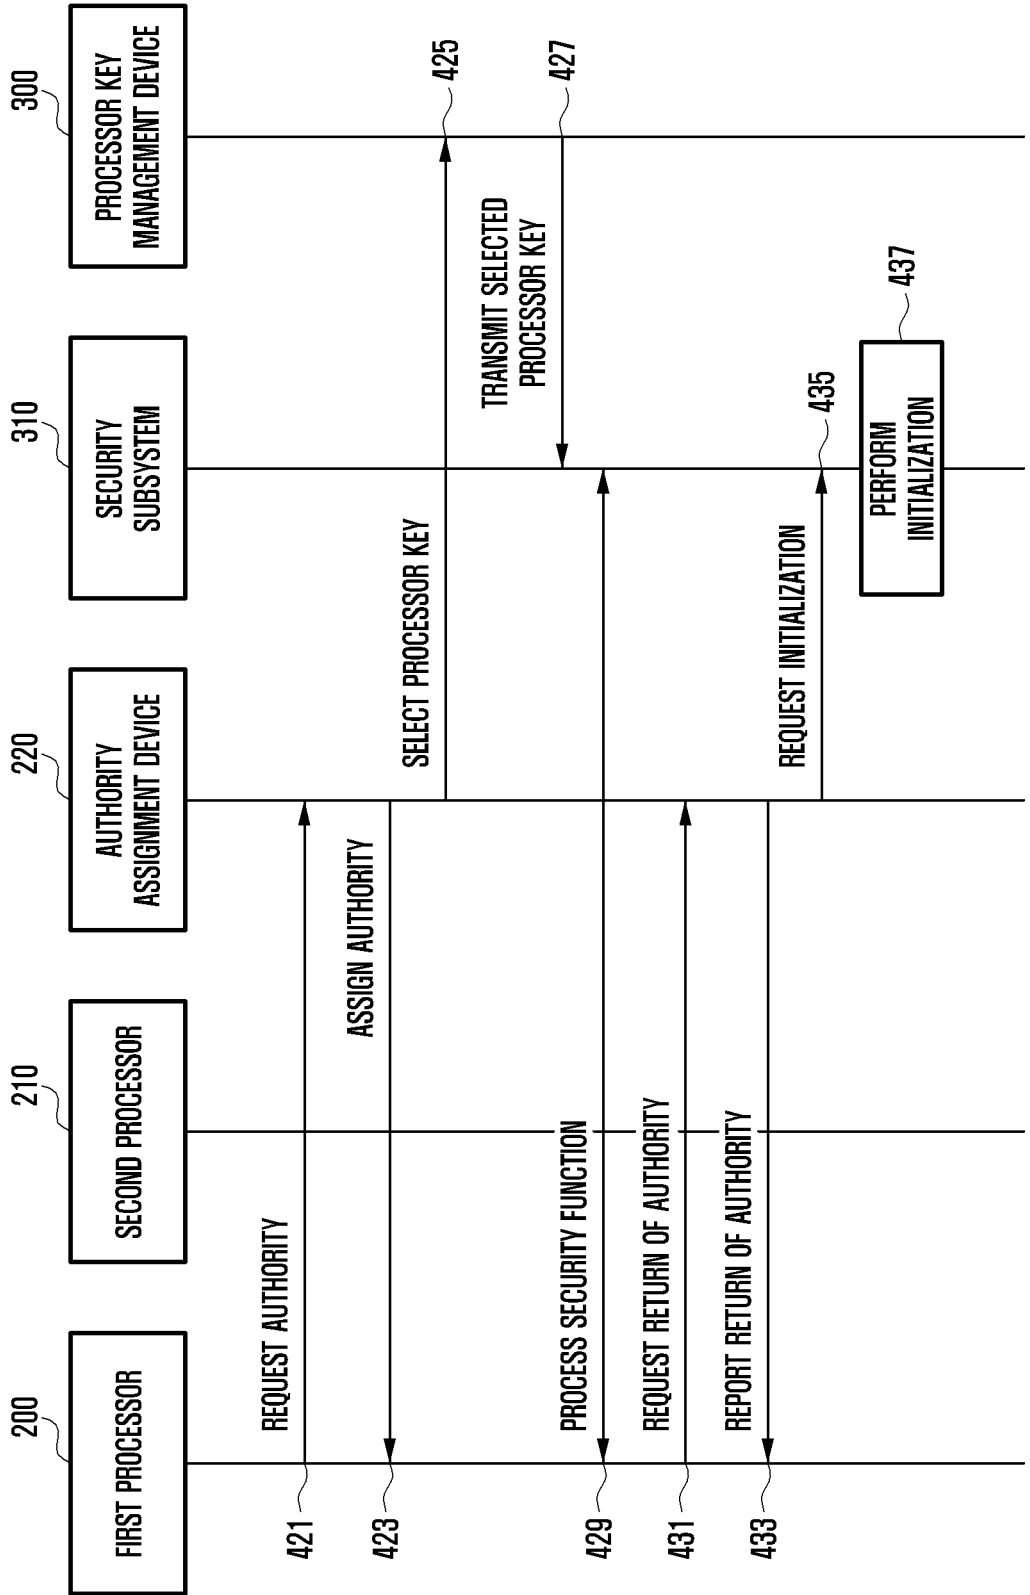 200
FIRST PROCESSOR
210
SECOND PROCESSOR
220
AUTHORITY
ASSIGNMENT DEVICE
310
SECURITY
SUBSYSTEM
300
PROCESSOR KEY
MANAGEMENT DEVICE
421
REQUEST AUTHORITY
423
ASSIGN AUTHORITY
SELECT PROCESSOR KEY
425
TRANSMIT SELECTED
PROCESSOR KEY
427
429
PROCESS SECURITY FUNCTION
431
REQUEST RETURN OF AUTHORITY
433
REPORT RETURN OF AUTHORITY
REQUEST INITIALIZATION
435
PERFORM
INITIALIZATION
437